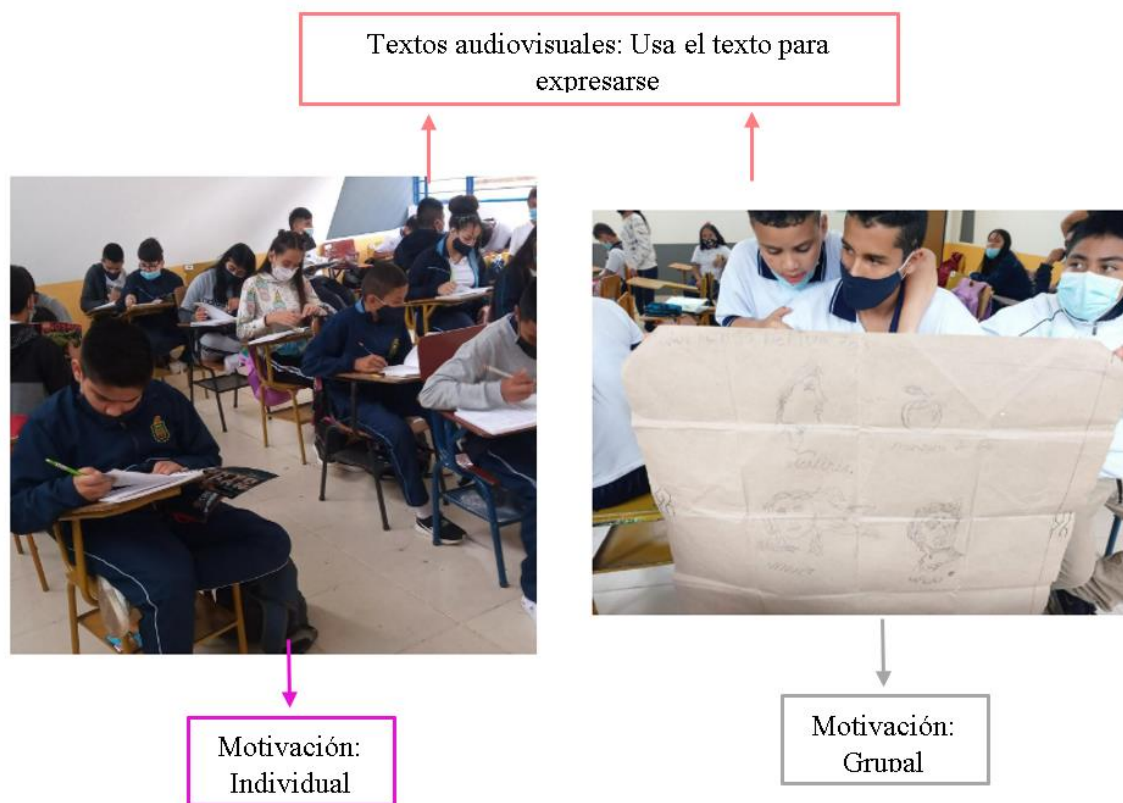 Textos audiovisuales: Usa el texto para
expresarse
Motivación:
Individual
Motivación:
Grupal